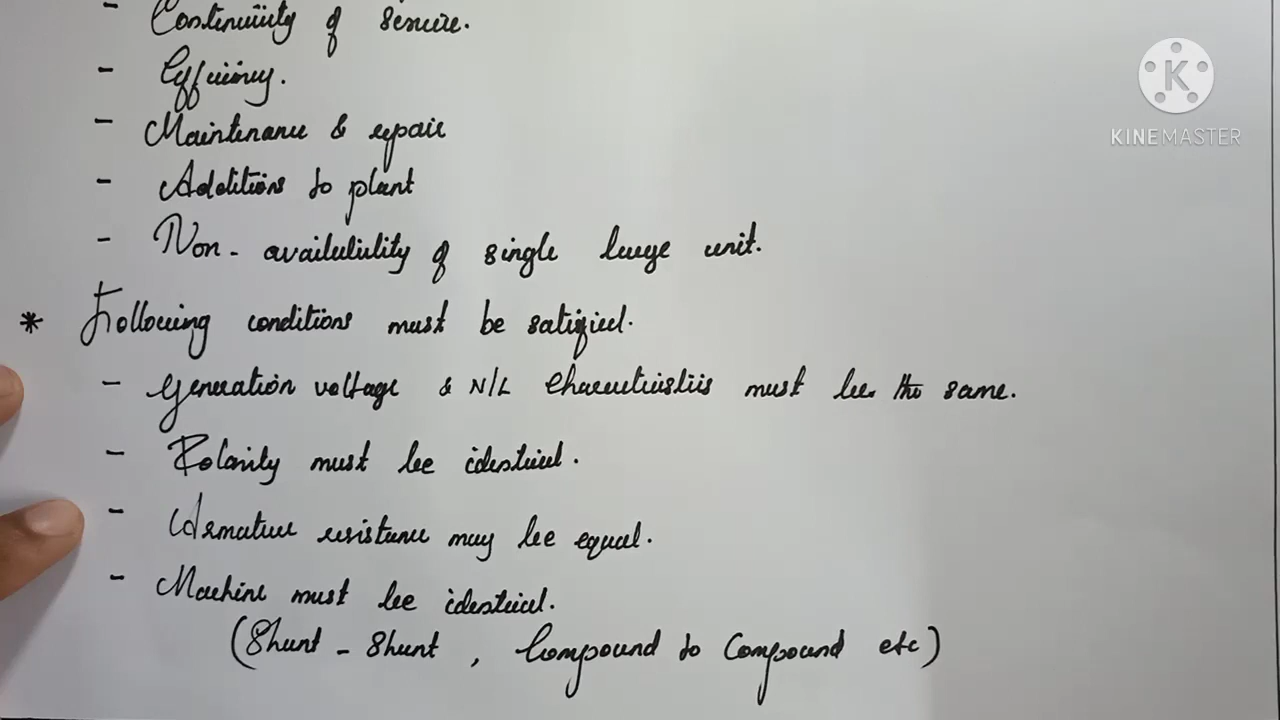 - Continuity of service.
- Efficiency.
- Maintenance & repair
- Additions to plant
- Non-availability of single large unit.
* Following conditions must be satisfied.
- Generation voltage & N/L Characteristics must be the same.
- Polarity must be identical.
- Armature resistance may be equal.
- Machine must be identical.
(Shunt - Shunt, Compound to Compound etc)
K
KINEMASTER